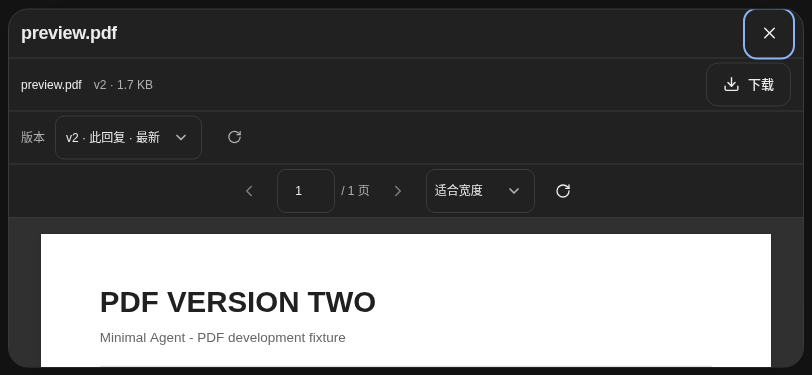 preview.pdf
preview.pdf v2 · 1.7 KB 下载
版本 v2 · 此回复 · 最新
1 / 1 页 适合宽度
PDF VERSION TWO
Minimal Agent - PDF development fixture